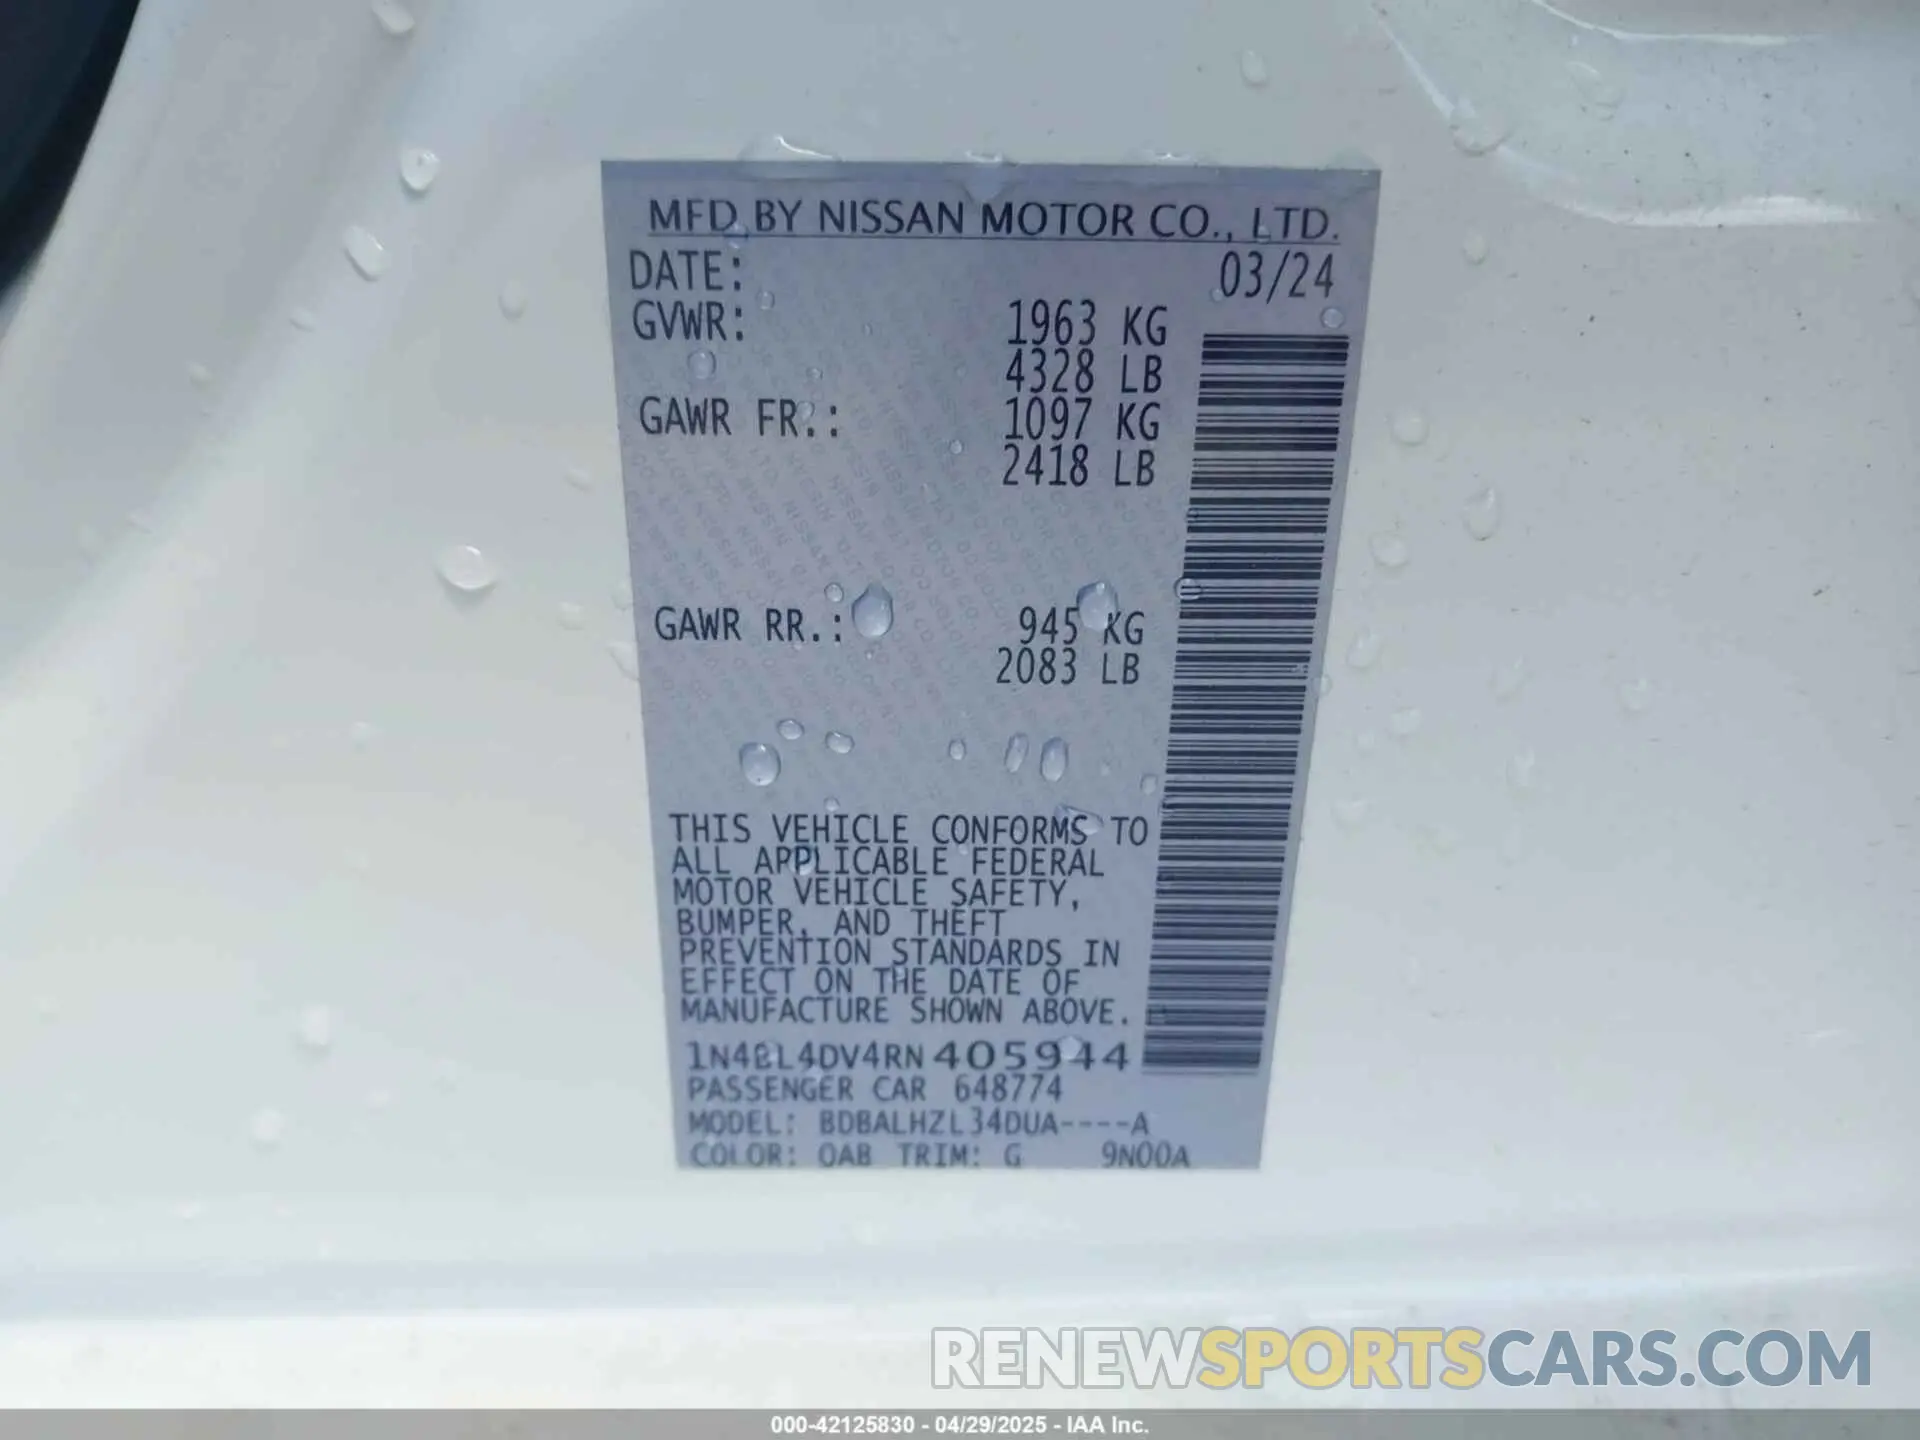 MFD BY NISSAN MOTOR CO., LTD.
DATE: 03/24
GVWR: 1963 KG
4328 LB
GAWR FR.: 1097 KG
2418 LB
GAWR RR.: 945 KG
2083 LB
THIS VEHICLE CONFORMS TO
ALL APPLICABLE FEDERAL
MOTOR VEHICLE SAFETY,
BUMPER, AND THEFT
PREVENTION STANDARDS IN
EFFECT ON THE DATE OF
MANUFACTURE SHOWN ABOVE.
1N4BL4DV4RN405944
PASSENGER CAR 648774
MODEL: BDBALHZL34DUA----A
COLOR: QAB TRIM: G 9N00A
RENEWSPORTSCARS.COM
000-42125830 - 04/29/2025 - IAA Inc.